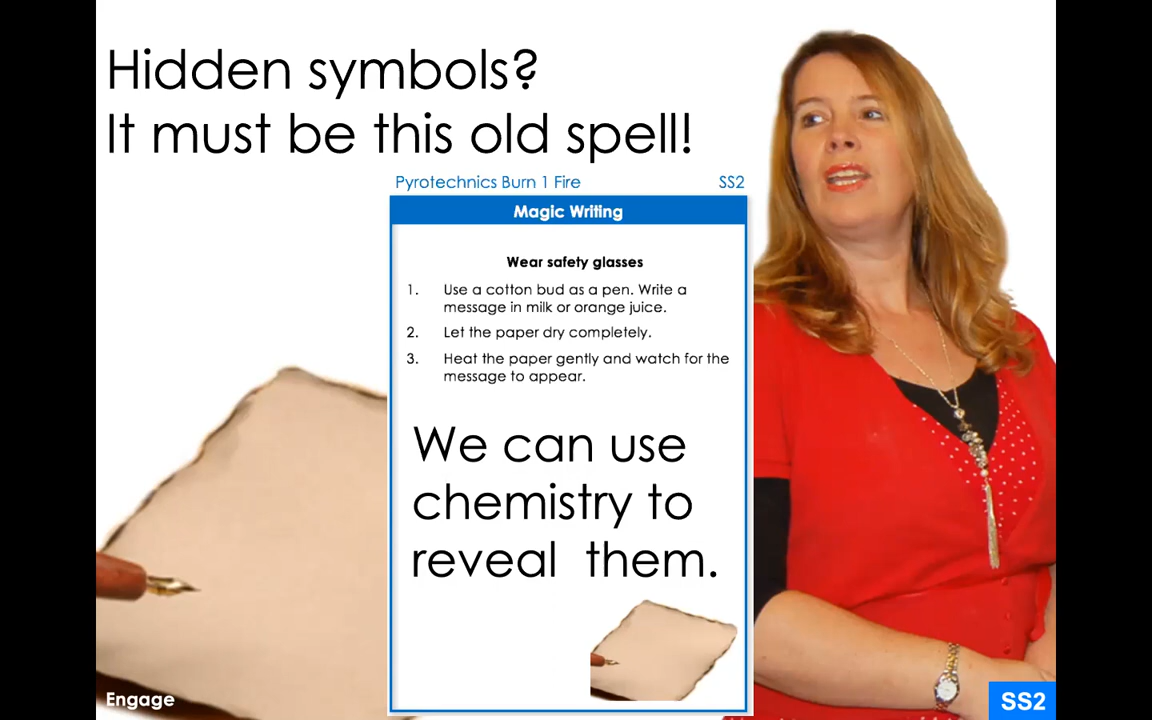 Hidden symbols?
It must be this old spell!
Pyrotechnics Burn 1 Fire SS2
Magic Writing
Wear safety glasses
1. Use a cotton bud as a pen. Write a
message in milk or orange juice.
2. Let the paper dry completely.
3. Heat the paper gently and watch for the
message to appear.
We can use
chemistry to
reveal them.
Engage
SS2